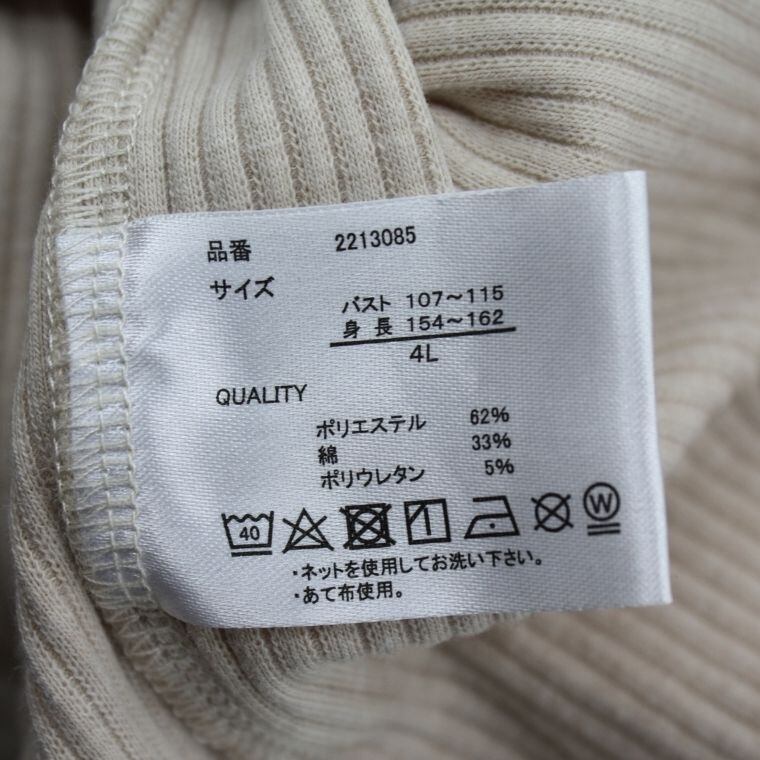 品番 2213085
サイズ
バスト 107～115
身長 154～162
4L
QUALITY
ポリエステル 62%
綿 33%
ポリウレタン 5%
40 W
・ネットを使用してお洗い下さい。
・あて布使用。